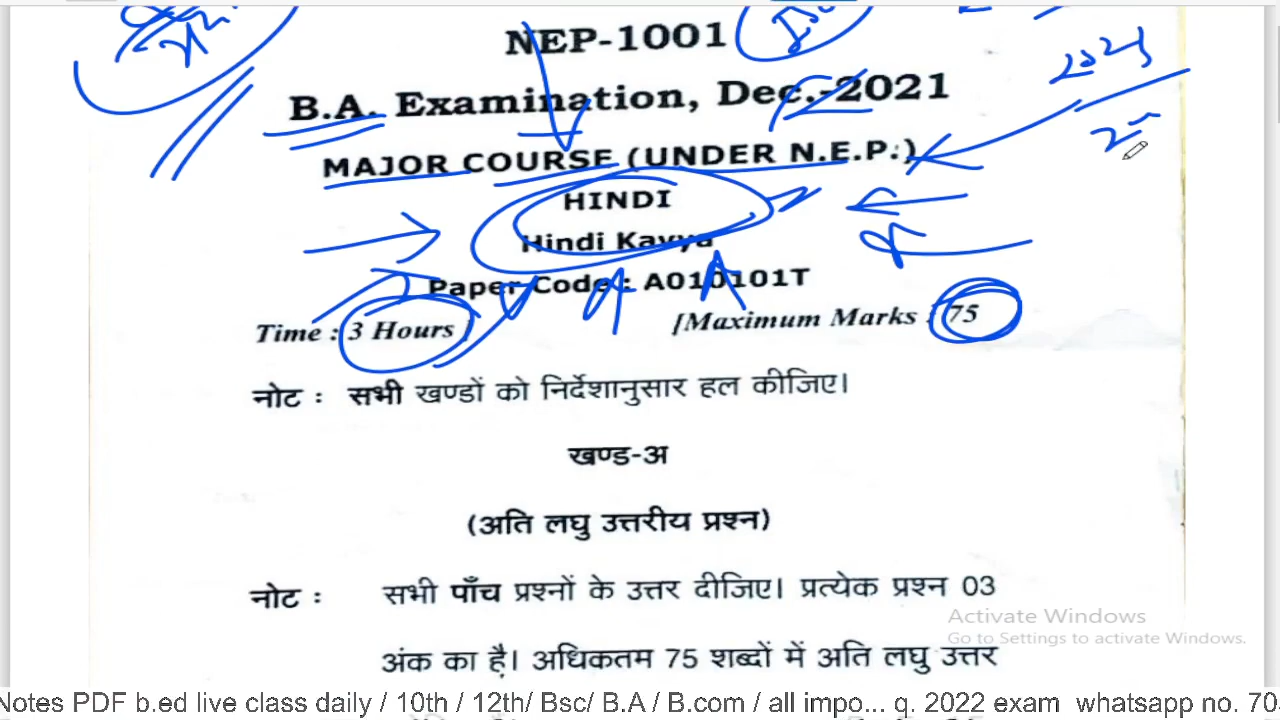 NEP-1001
B.A. Examination, Dec.-2021
2021
MAJOR COURSE (UNDER N.E.P.:)
HINDI
Hindi Kavya
Paper Code : A010101T
Time : 3 Hours ]
[Maximum Marks : 75
नोट : सभी खण्डों को निर्देशानुसार हल कीजिए।
खण्ड-अ
(अति लघु उत्तरीय प्रश्न)
नोट : सभी पाँच प्रश्नों के उत्तर दीजिए। प्रत्येक प्रश्न 03
अंक का है। अधिकतम 75 शब्दों में अति लघु उत्तर
Activate Windows
Go to Settings to activate Windows.
Notes PDF b.ed live class daily / 10th / 12th/ Bsc/ B.A / B.com / all impo... q. 2022 exam whatsapp no. 70